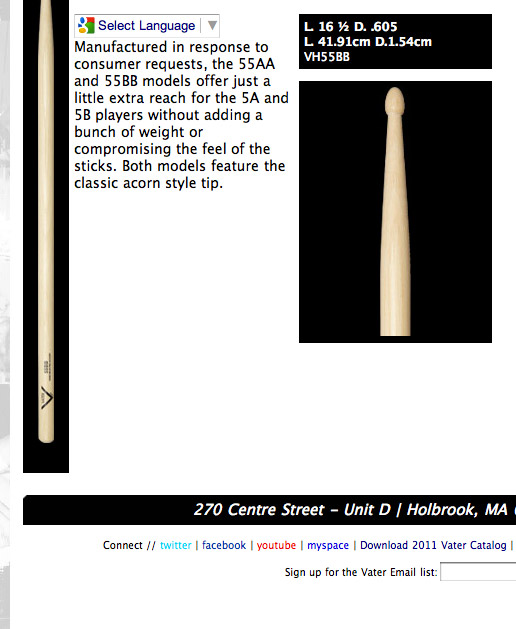 Select Language ▼
Manufactured in response to
consumer requests, the 55AA
and 55BB models offer just a
little extra reach for the 5A and
5B players without adding a
bunch of weight or
compromising the feel of the
sticks. Both models feature the
classic acorn style tip.
L. 16 ½ D. .605
L. 41.91cm D.1.54cm
VH55BB
270 Centre Street - Unit D | Holbrook, MA
Connect // twitter | facebook | youtube | myspace | Download 2011 Vater Catalog |
Sign up for the Vater Email list: